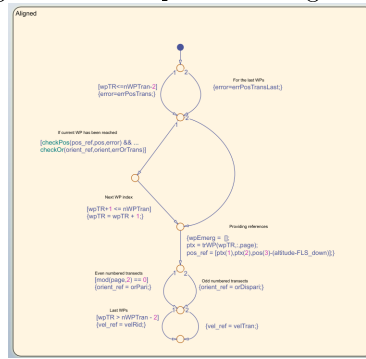 Aligned
1
2
[wpTR<=nWPTran-2]
{error=errPosTrans;}
For the last WPs
{error=errPosTransLast;}
1
2
If current WP has been reached
[checkPos(pos_ref,pos,error) && ...
checkOr(orient_ref,orient,errOrTrans)]
Next WP index
[wpTR+1 <= nWPTran]
{wpTR = wpTR + 1;}
Providing references
{wpEmerg = [];
ptx = trWP(wpTR,:,page);
pos_ref = [ptx(1),ptx(2),pos(3)-(altitude-FLS_down)];}
Even numbered transects
[mod(page,2) == 0]
{orient_ref = orPari;}
1
2
Odd numbered transects
{orient_ref = orDispari;}
Last WPs
[wpTR > nWPTran - 2]
{vel_ref = velRid;}
1
2
{vel_ref = velTran;}